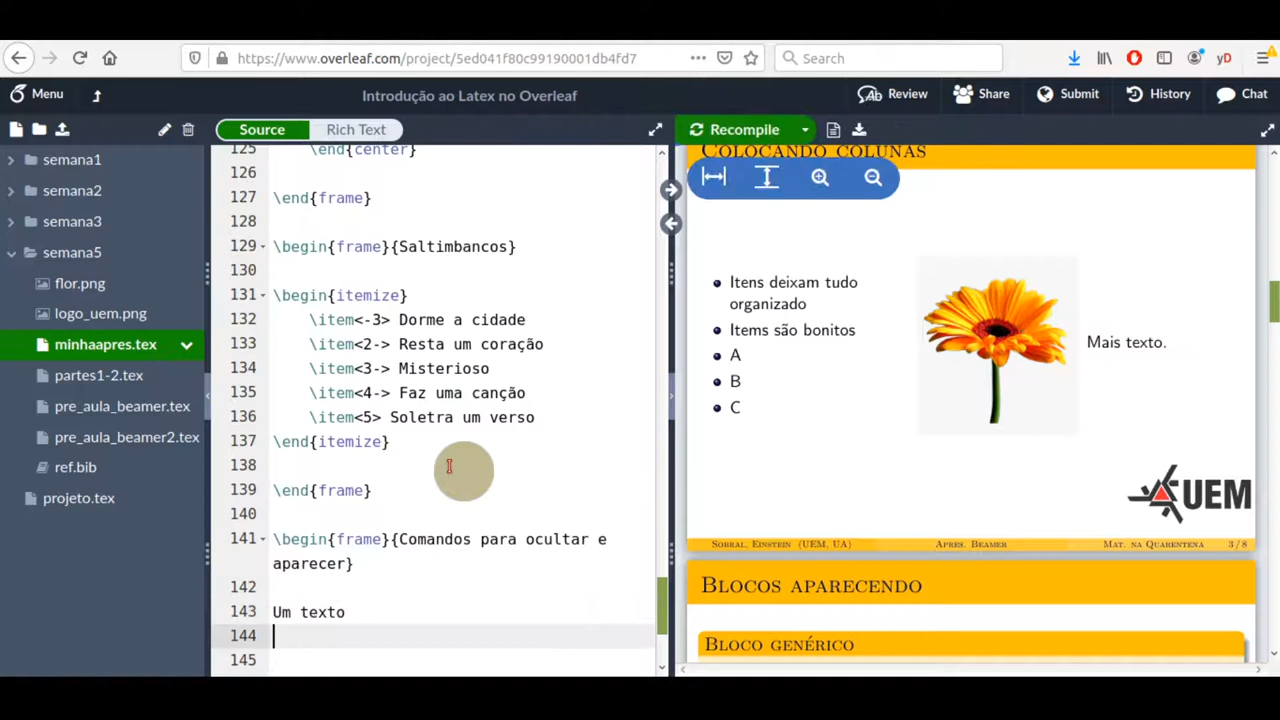 https://www.overleaf.com/project/5ed041f80c99190001db4fd7
Search
yD
Menu
Introdução ao Latex no Overleaf
Review
Share
Submit
History
Chat
Source
Rich Text
Recompile
semana1
semana2
semana3
semana5
flor.png
logo_uem.png
minhaapres.tex
partes1-2.tex
pre_aula_beamer.tex
pre_aula_beamer2.tex
ref.bib
projeto.tex
125 \end{center}
126
127 \end{frame}
128
129 \begin{frame}{Saltimbancos}
130
131 \begin{itemize}
132 \item<-3> Dorme a cidade
133 \item<2-> Resta um coração
134 \item<3-> Misterioso
135 \item<4-> Faz uma canção
136 \item<5> Soletra um verso
137 \end{itemize}
138
139 \end{frame}
140
141 \begin{frame}{Comandos para ocultar e
aparecer}
142
143 Um texto
144
145
Colocando colunas
Itens deixam tudo
organizado
Items são bonitos
A
B
C
Mais texto.
UEM
Sobral, Einstein (UEM, UA) Apres. Beamer Mat. na Quarentena 3/8
Blocos aparecendo
Bloco genérico